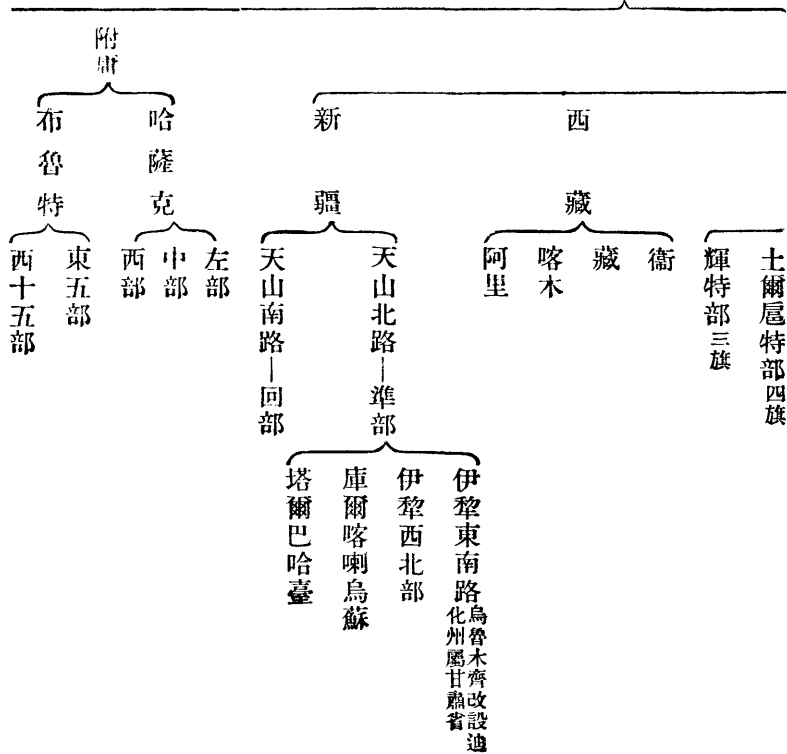 土爾扈特部四旗
輝特部三旗
西藏
衞
藏
喀木
阿里
新疆
天山北路—準部
伊犂東南路烏魯木齊改設迪化州屬甘肅省
伊犂西北部
庫爾喀喇烏蘇
塔爾巴哈臺
天山南路—回部
附庸
哈薩克
左部
中部
西部
布魯特
東五部
西十五部